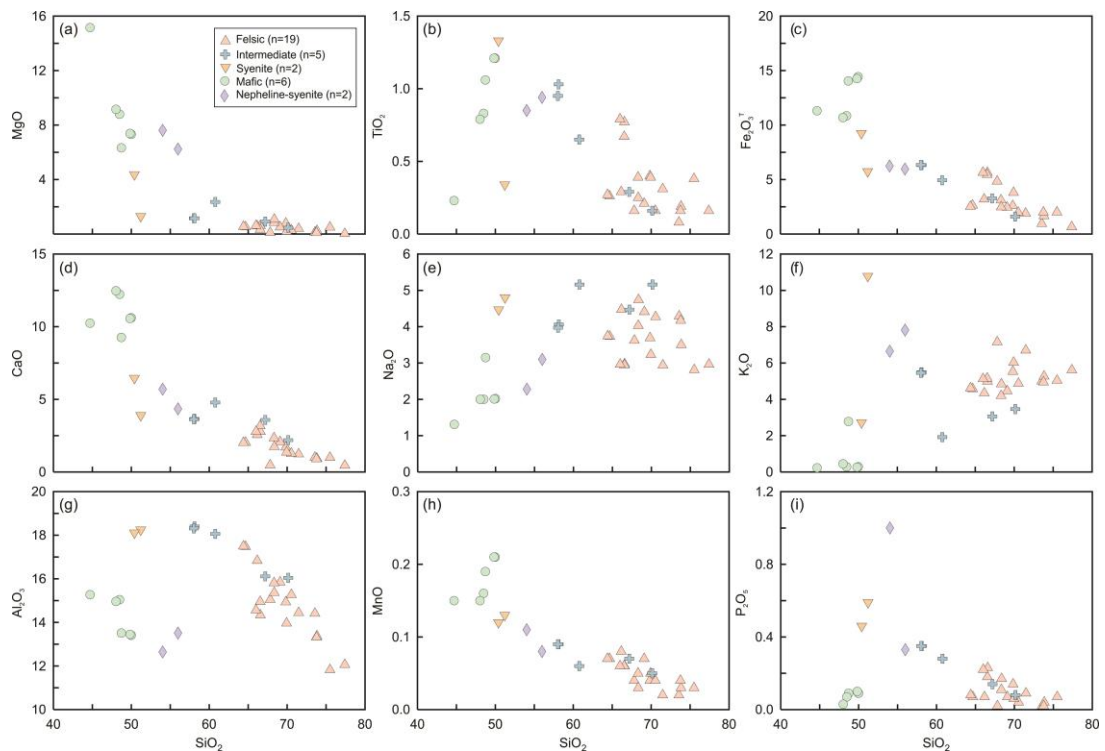 (a)
MgO
16
12
8
4
Felsic (n=19)
Intermediate (n=5)
Syenite (n=2)
Mafic (n=6)
Nepheline-syenite (n=2)
(b)
TiO₂
1.5
1.0
0.5
0.0
(c)
Fe₂O₃ᵀ
20
15
10
5
0
(d)
CaO
15
10
5
0
(e)
Na₂O
6
5
4
3
2
1
0
(f)
K₂O
12
10
8
6
4
2
0
(g)
Al₂O₃
20
18
16
14
12
10
40 50 60 70 80
SiO₂
(h)
MnO
0.3
0.2
0.1
0.0
40 50 60 70 80
SiO₂
(i)
P₂O₅
1.2
0.8
0.4
0.0
40 50 60 70 80
SiO₂